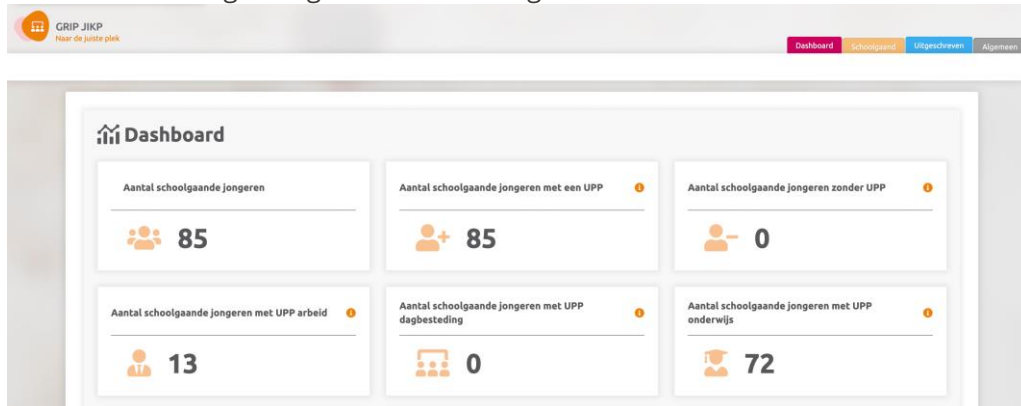 GRIP JIKP
Naar de juiste plek
Dashboard Schoolgaand Uitgeschreven Algemeen
Dashboard
Aantal schoolgaande jongeren
85
Aantal schoolgaande jongeren met een UPP
85
Aantal schoolgaande jongeren zonder UPP
0
Aantal schoolgaande jongeren met UPP arbeid
13
Aantal schoolgaande jongeren met UPP
dagbesteding
0
Aantal schoolgaande jongeren met UPP
onderwijs
72